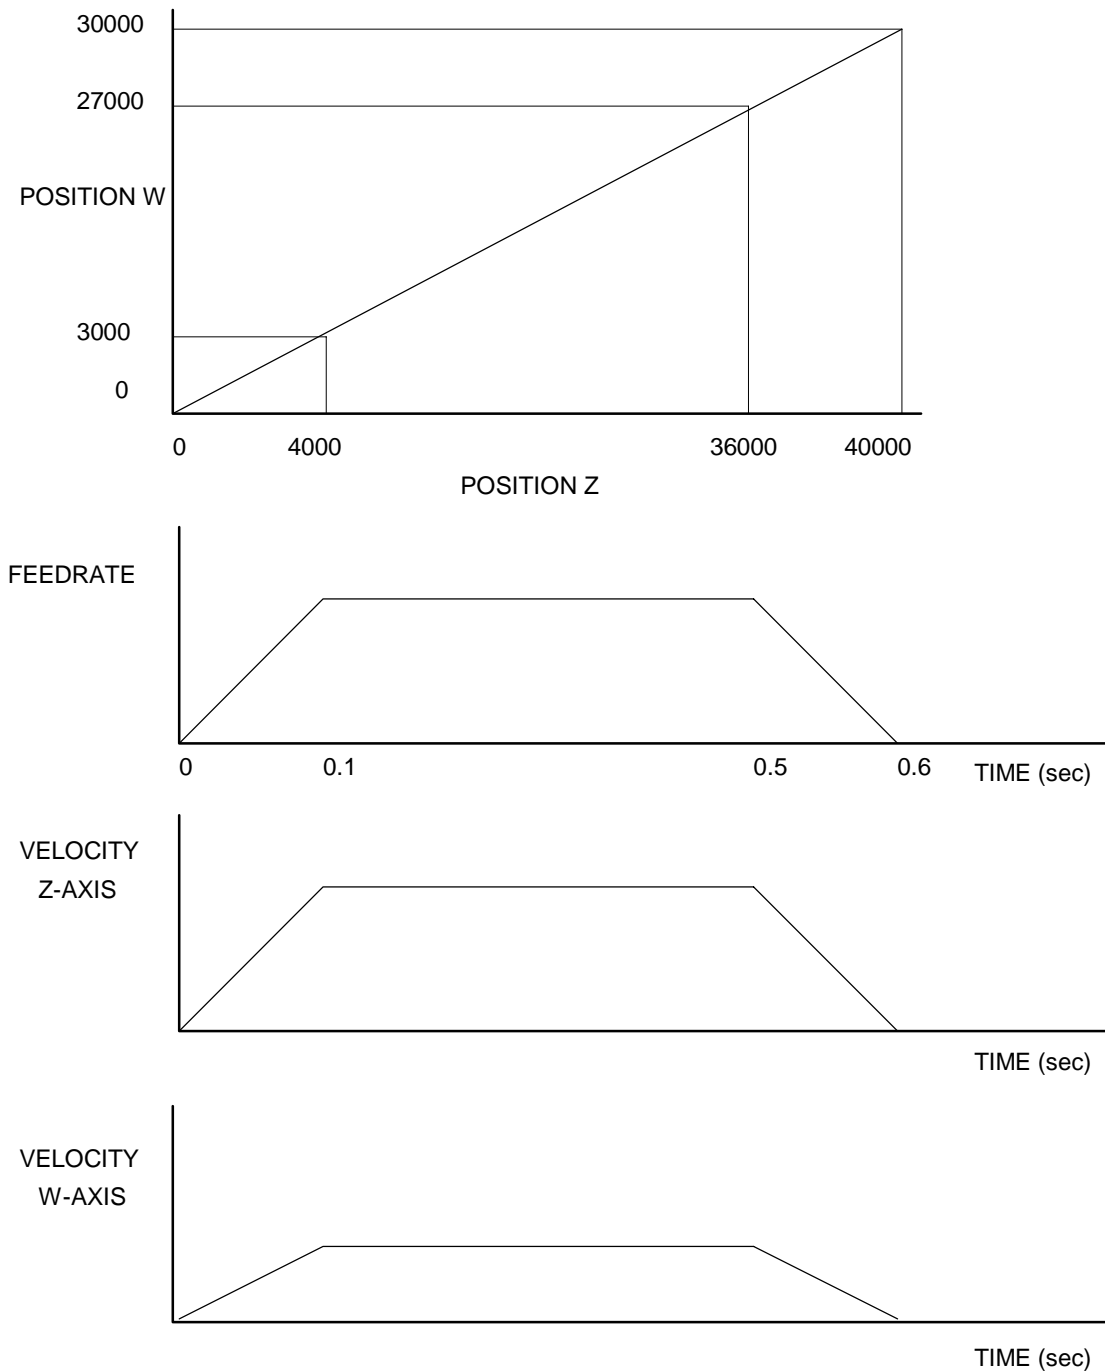 30000
27000
POSITION W
3000
0
0 4000 36000 40000
POSITION Z
FEEDRATE
0 0.1 0.5 0.6 TIME (sec)
VELOCITY
Z-AXIS
TIME (sec)
VELOCITY
W-AXIS
TIME (sec)